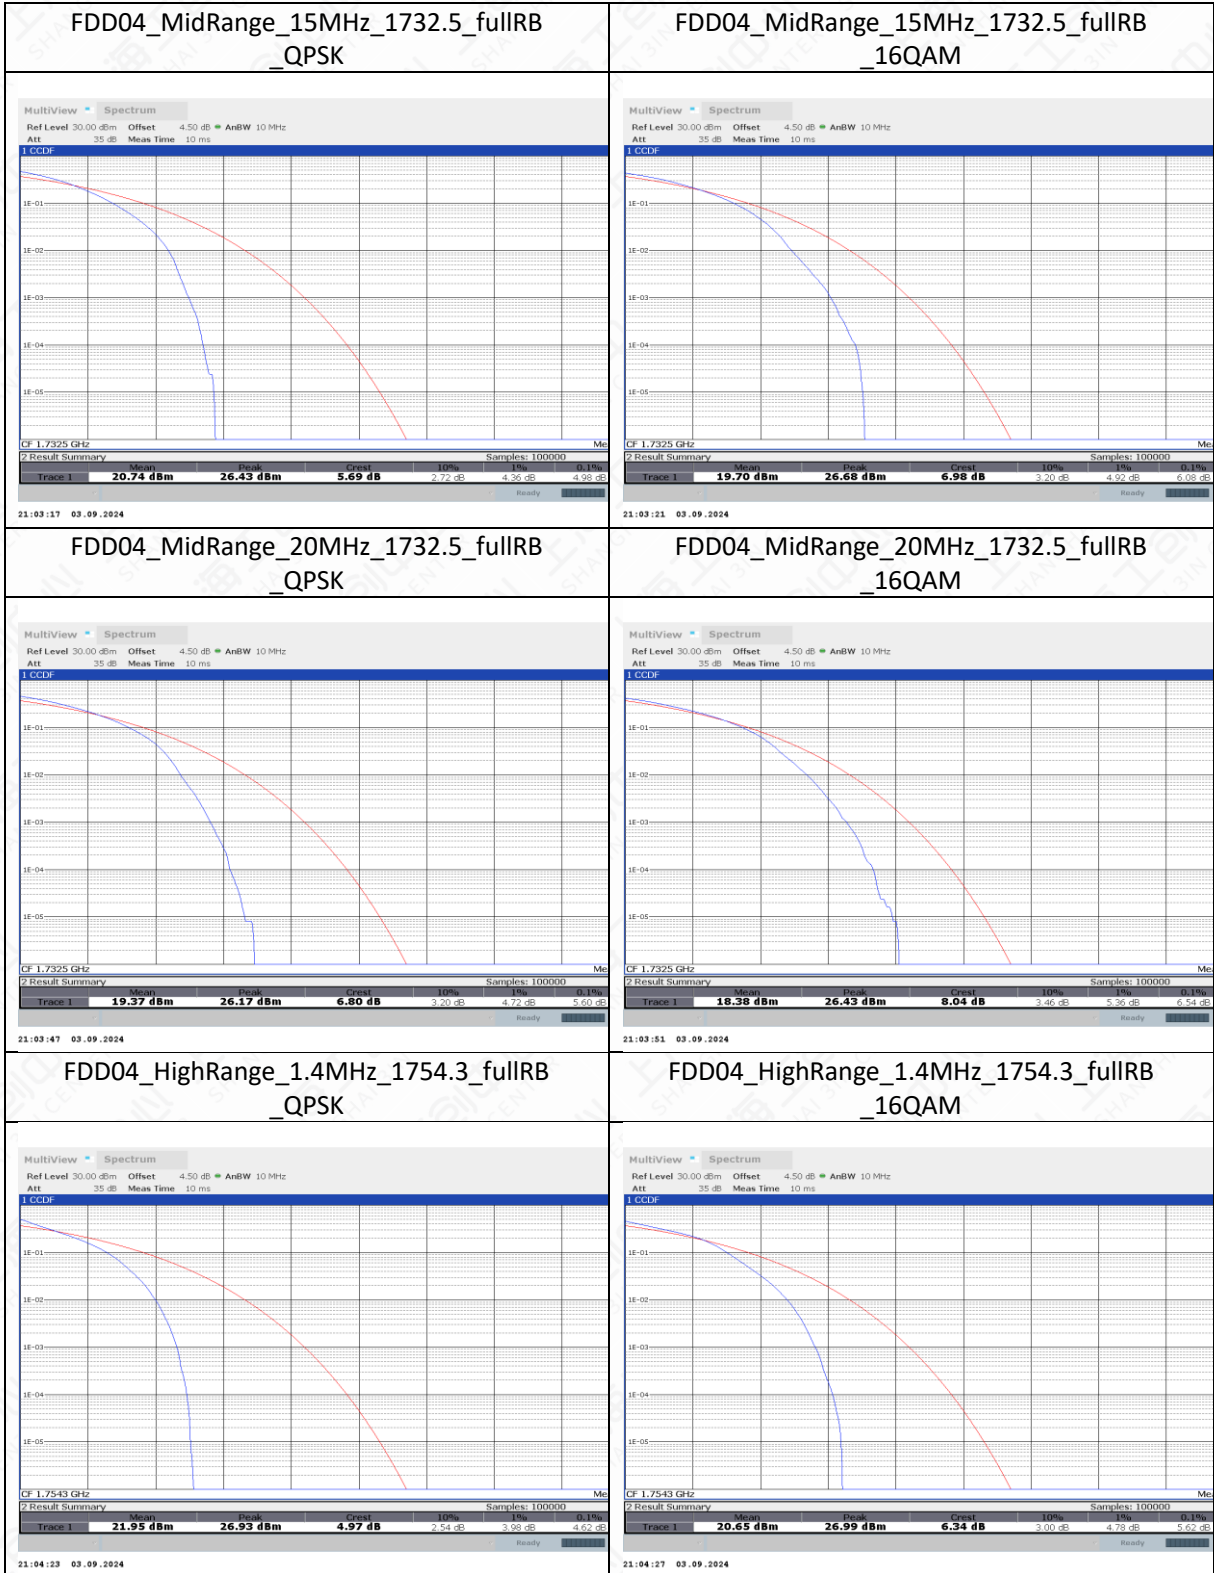 FDD04_MidRange_15MHz_1732.5_fullRB
_QPSK
FDD04_MidRange_15MHz_1732.5_fullRB
_16QAM
MultiView Spectrum
Ref Level 30.00 dBm Offset 4.50 dB AnBW 10 MHz
Att 35 dB Meas Time 10 ms
1 CCDF
1E-01
1E-02
1E-03
1E-04
1E-05
CF 1.7325 GHz Me
2 Result Summary Samples: 100000
Mean Peak Crest 10% 1% 0.1%
Trace 1 20.74 dBm 26.43 dBm 5.69 dB 2.72 dB 4.36 dB 4.98 dB
Ready
21:03:17 03.09.2024
MultiView Spectrum
Ref Level 30.00 dBm Offset 4.50 dB AnBW 10 MHz
Att 35 dB Meas Time 10 ms
1 CCDF
1E-01
1E-02
1E-03
1E-04
1E-05
CF 1.7325 GHz Me
2 Result Summary Samples: 100000
Mean Peak Crest 10% 1% 0.1%
Trace 1 19.70 dBm 26.68 dBm 6.98 dB 3.20 dB 4.92 dB 6.08 dB
Ready
21:03:21 03.09.2024
FDD04_MidRange_20MHz_1732.5_fullRB
_QPSK
FDD04_MidRange_20MHz_1732.5_fullRB
_16QAM
MultiView Spectrum
Ref Level 30.00 dBm Offset 4.50 dB AnBW 10 MHz
Att 35 dB Meas Time 10 ms
1 CCDF
1E-01
1E-02
1E-03
1E-04
1E-05
CF 1.7325 GHz Me
2 Result Summary Samples: 100000
Mean Peak Crest 10% 1% 0.1%
Trace 1 19.37 dBm 26.17 dBm 6.80 dB 3.20 dB 4.72 dB 5.60 dB
Ready
21:03:47 03.09.2024
MultiView Spectrum
Ref Level 30.00 dBm Offset 4.50 dB AnBW 10 MHz
Att 35 dB Meas Time 10 ms
1 CCDF
1E-01
1E-02
1E-03
1E-04
1E-05
CF 1.7325 GHz Me
2 Result Summary Samples: 100000
Mean Peak Crest 10% 1% 0.1%
Trace 1 18.38 dBm 26.43 dBm 8.04 dB 3.46 dB 5.36 dB 6.54 dB
Ready
21:03:51 03.09.2024
FDD04_HighRange_1.4MHz_1754.3_fullRB
_QPSK
FDD04_HighRange_1.4MHz_1754.3_fullRB
_16QAM
MultiView Spectrum
Ref Level 30.00 dBm Offset 4.50 dB AnBW 10 MHz
Att 35 dB Meas Time 10 ms
1 CCDF
1E-01
1E-02
1E-03
1E-04
1E-05
CF 1.7543 GHz Me
2 Result Summary Samples: 100000
Mean Peak Crest 10% 1% 0.1%
Trace 1 21.95 dBm 26.93 dBm 4.97 dB 2.54 dB 3.98 dB 4.62 dB
Ready
21:04:23 03.09.2024
MultiView Spectrum
Ref Level 30.00 dBm Offset 4.50 dB AnBW 10 MHz
Att 35 dB Meas Time 10 ms
1 CCDF
1E-01
1E-02
1E-03
1E-04
1E-05
CF 1.7543 GHz Me
2 Result Summary Samples: 100000
Mean Peak Crest 10% 1% 0.1%
Trace 1 20.65 dBm 26.99 dBm 6.34 dB 3.00 dB 4.78 dB 5.62 dB
Ready
21:04:27 03.09.2024